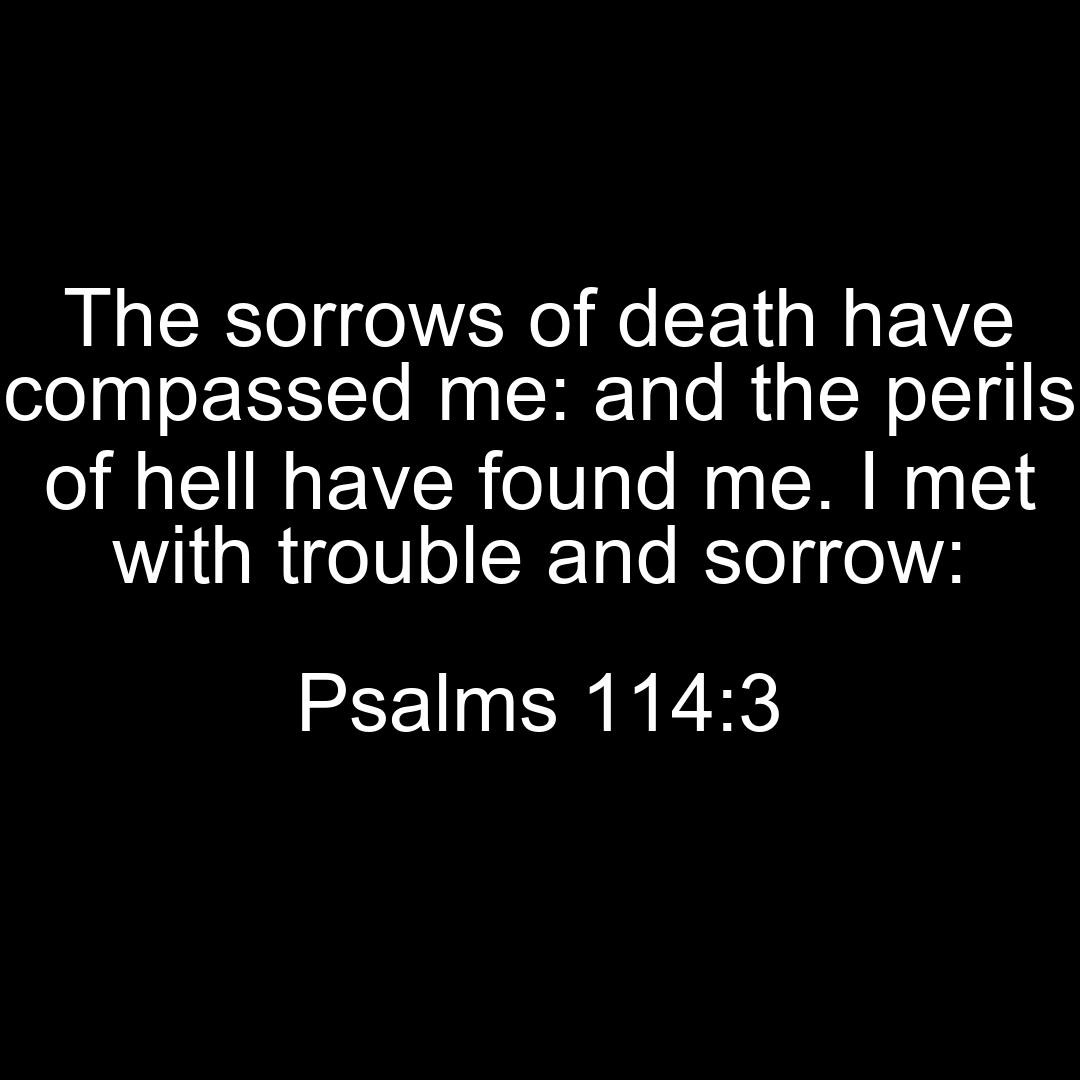 The sorrows of death have
compassed me: and the perils
of hell have found me. I met
with trouble and sorrow:
Psalms 114:3